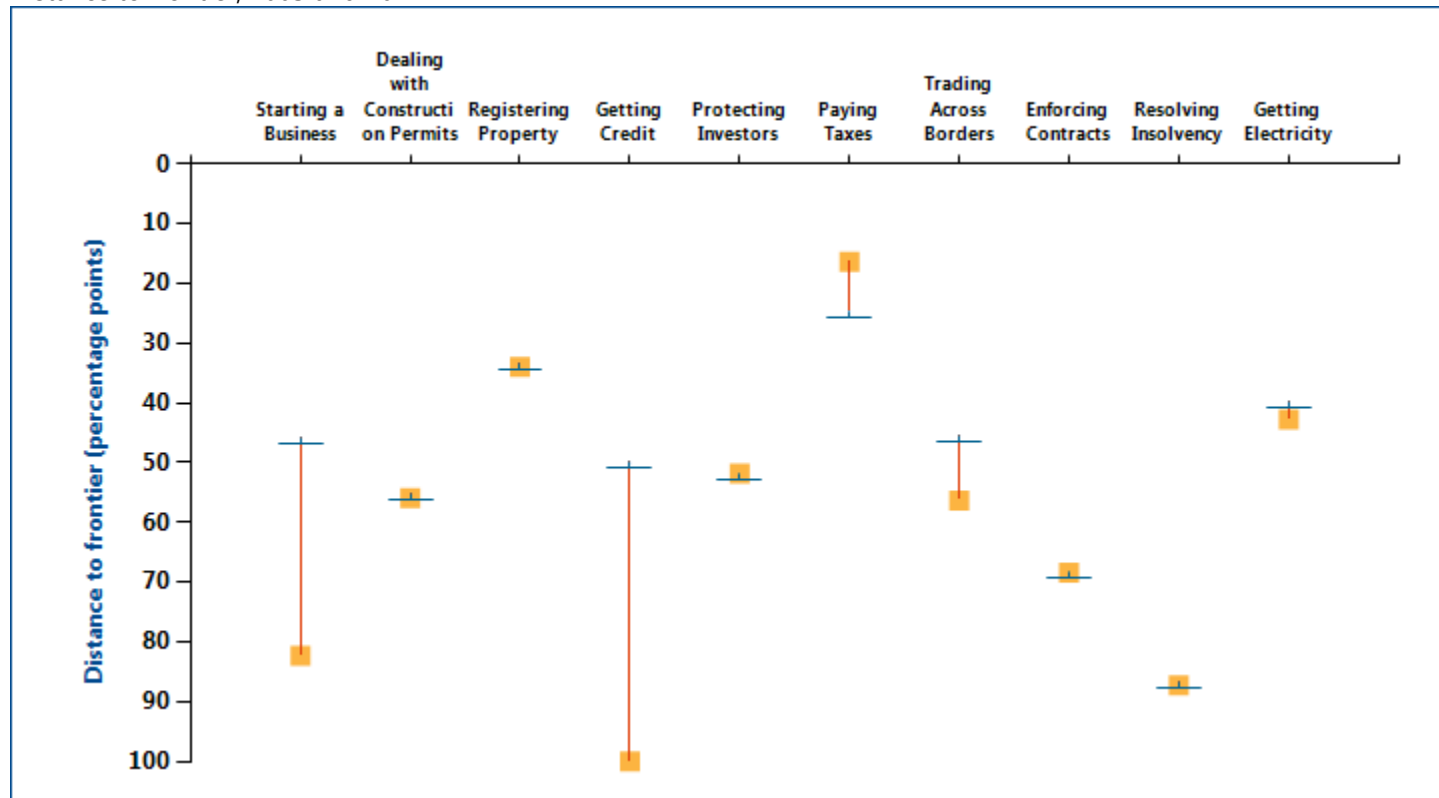 Dealing
with
Starting a Constructi Registering Getting Protecting Paying Trading Across Enforcing Resolving Getting
Business on Permits Property Credit Investors Taxes Borders Contracts Insolvency Electricity
0
10
20
30
40
50
60
70
80
90
100
Distance to frontier (percentage points)